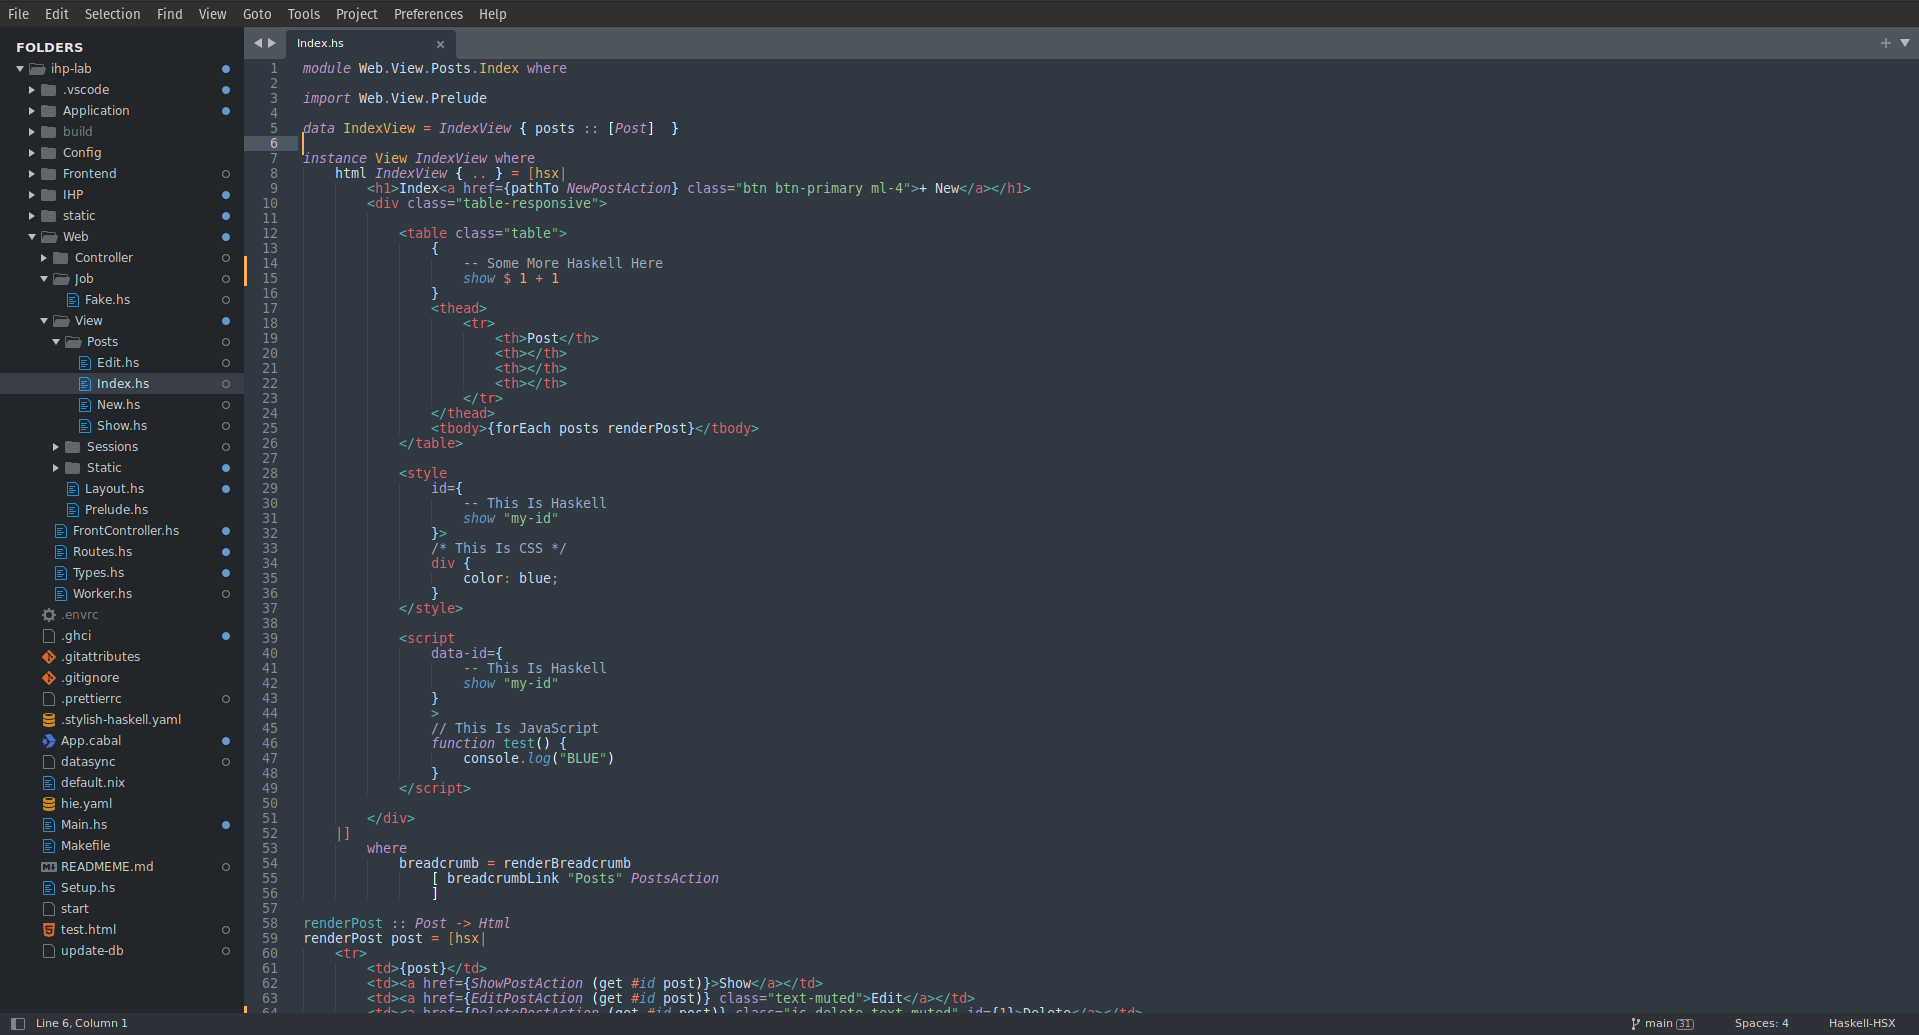 File Edit Selection Find View Goto Tools Project Preferences Help
FOLDERS
ihp-lab
.vscode
Application
build
Config
Frontend
IHP
static
Web
Controller
Job
Fake.hs
View
Posts
Edit.hs
Index.hs
New.hs
Show.hs
Sessions
Static
Layout.hs
Prelude.hs
FrontController.hs
Routes.hs
Types.hs
Worker.hs
.envrc
.ghci
.gitattributes
.gitignore
.prettierrc
.stylish-haskell.yaml
App.cabal
datasync
default.nix
hie.yaml
Main.hs
Makefile
READMEME.md
Setup.hs
start
test.html
update-db
Index.hs ×
1 module Web.View.Posts.Index where
2
3 import Web.View.Prelude
4
5 data IndexView = IndexView { posts :: [Post]  }
6
7 instance View IndexView where
8     html IndexView { .. } = [hsx|
9         <h1>Index<a href={pathTo NewPostAction} class="btn btn-primary ml-4">+ New</a></h1>
10         <div class="table-responsive">
11
12             <table class="table">
13                 {
14                     -- Some More Haskell Here
15                     show $ 1 + 1
16                 }
17                 <thead>
18                     <tr>
19                         <th>Post</th>
20                         <th></th>
21                         <th></th>
22                         <th></th>
23                     </tr>
24                 </thead>
25                 <tbody>{forEach posts renderPost}</tbody>
26             </table>
27
28             <style
29                 id={
30                     -- This Is Haskell
31                     show "my-id"
32                 }>
33                 /* This Is CSS */
34                 div {
35                     color: blue;
36                 }
37             </style>
38
39             <script
40                 data-id={
41                     -- This Is Haskell
42                     show "my-id"
43                 }
44                 >
45                 // This Is JavaScript
46                 function test() {
47                     console.log("BLUE")
48                 }
49             </script>
50
51         </div>
52     |]
53         where
54             breadcrumb = renderBreadcrumb
55                 [ breadcrumbLink "Posts" PostsAction
56                 ]
57
58 renderPost :: Post -> Html
59 renderPost post = [hsx|
60     <tr>
61         <td>{post}</td>
62         <td><a href={ShowPostAction (get #id post)}>Show</a></td>
63         <td><a href={EditPostAction (get #id post)} class="text-muted">Edit</a></td>
64         <td><a href={DeletePostAction (get #id post)} class="js-delete text-muted" id={1}>Delete</a></td>
Line 6, Column 1 main 31 Spaces: 4 Haskell-HSX